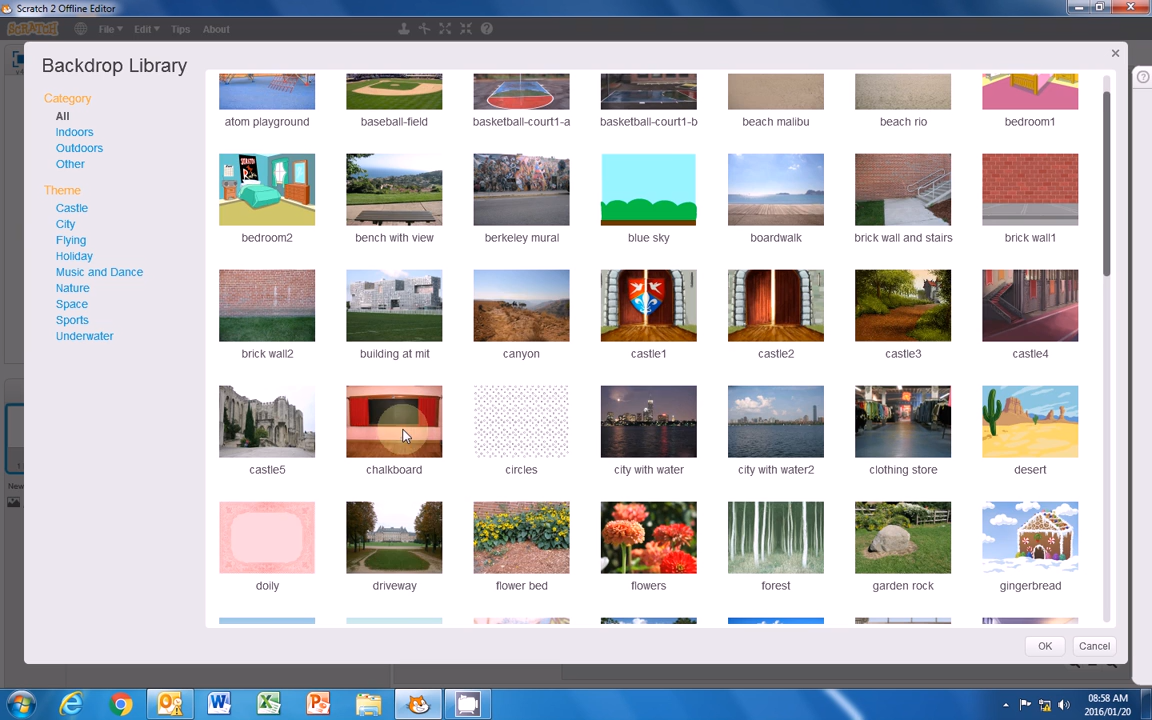 Scratch 2 Offline Editor
SCRATCH File Edit Tips About
Backdrop Library
Category
All
Indoors
Outdoors
Other
Theme
Castle
City
Flying
Holiday
Music and Dance
Nature
Space
Sports
Underwater
atom playground baseball-field basketball-court1-a basketball-court1-b beach malibu beach rio bedroom1
bedroom2 bench with view berkeley mural blue sky boardwalk brick wall and stairs brick wall1
brick wall2 building at mit canyon castle1 castle2 castle3 castle4
castle5 chalkboard circles city with water city with water2 clothing store desert
doily driveway flower bed flowers forest garden rock gingerbread
OK Cancel
08:58 AM
2016/01/20